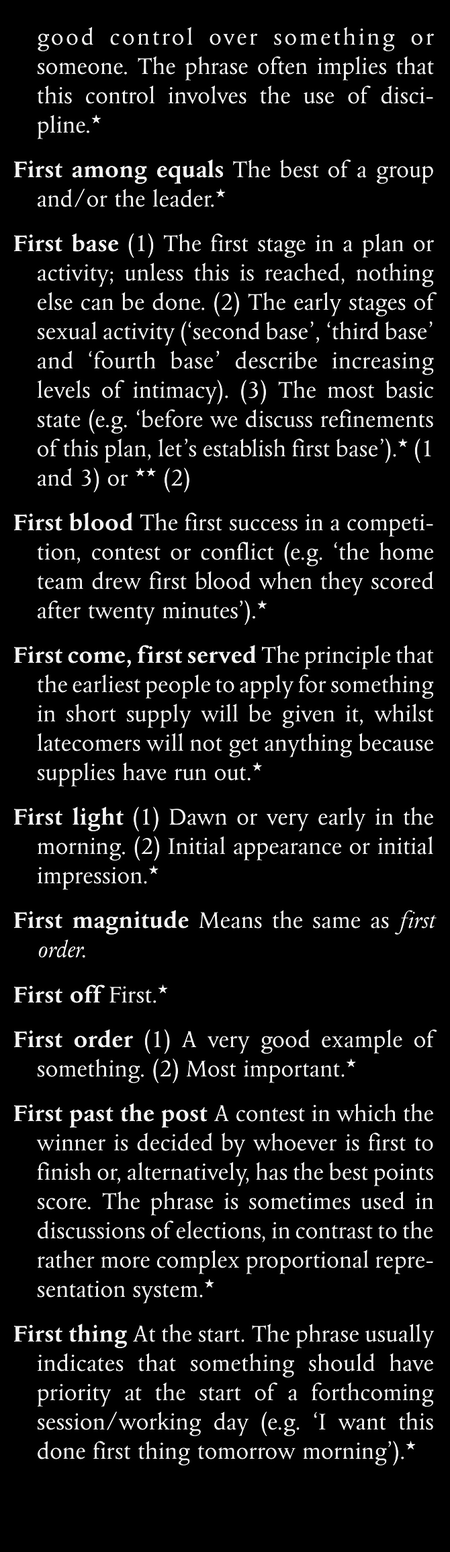 good control over something or
someone. The phrase often implies that
this control involves the use of disci-
pline.★
First among equals The best of a group
and/or the leader.★
First base (1) The first stage in a plan or
activity; unless this is reached, nothing
else can be done. (2) The early stages of
sexual activity (‘second base’, ‘third base’
and ‘fourth base’ describe increasing
levels of intimacy). (3) The most basic
state (e.g. ‘before we discuss refinements
of this plan, let’s establish first base’).★ (1
and 3) or ★★ (2)
First blood The first success in a competi-
tion, contest or conflict (e.g. ‘the home
team drew first blood when they scored
after twenty minutes’).★
First come, first served The principle that
the earliest people to apply for something
in short supply will be given it, whilst
latecomers will not get anything because
supplies have run out.★
First light (1) Dawn or very early in the
morning. (2) Initial appearance or initial
impression.★
First magnitude Means the same as first
order.
First off First.★
First order (1) A very good example of
something. (2) Most important.★
First past the post A contest in which the
winner is decided by whoever is first to
finish or, alternatively, has the best points
score. The phrase is sometimes used in
discussions of elections, in contrast to the
rather more complex proportional repre-
sentation system.★
First thing At the start. The phrase usually
indicates that something should have
priority at the start of a forthcoming
session/working day (e.g. ‘I want this
done first thing tomorrow morning’).★